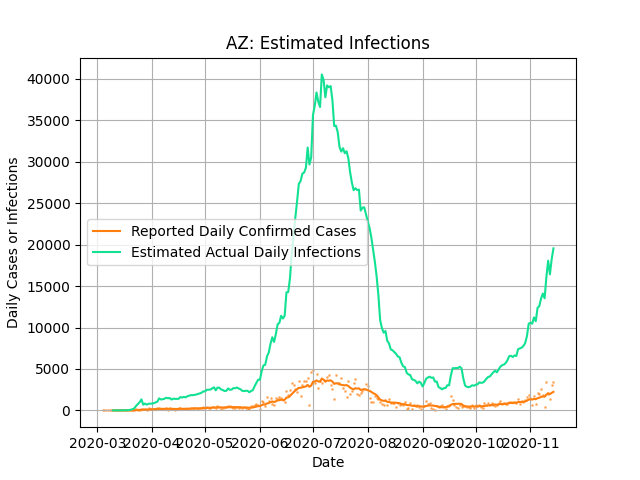 AZ: Estimated Infections
40000
35000
30000
25000
20000
15000
10000
5000
0
Daily Cases or Infections
Reported Daily Confirmed Cases
Estimated Actual Daily Infections
2020-03 2020-04 2020-05 2020-06 2020-07 2020-08 2020-09 2020-10 2020-11
Date